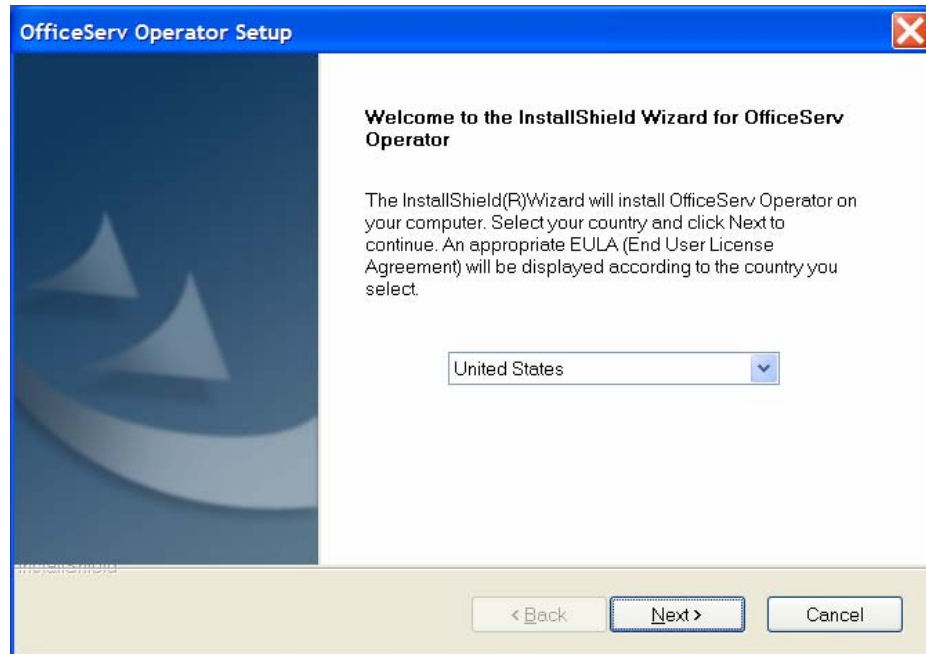 OfficeServ Operator Setup
Welcome to the InstallShield Wizard for OfficeServ
Operator
The InstallShield(R)Wizard will install OfficeServ Operator on
your computer. Select your country and click Next to
continue. An appropriate EULA (End User License
Agreement) will be displayed according to the country you
select.
United States
InstallShield
< Back Next > Cancel